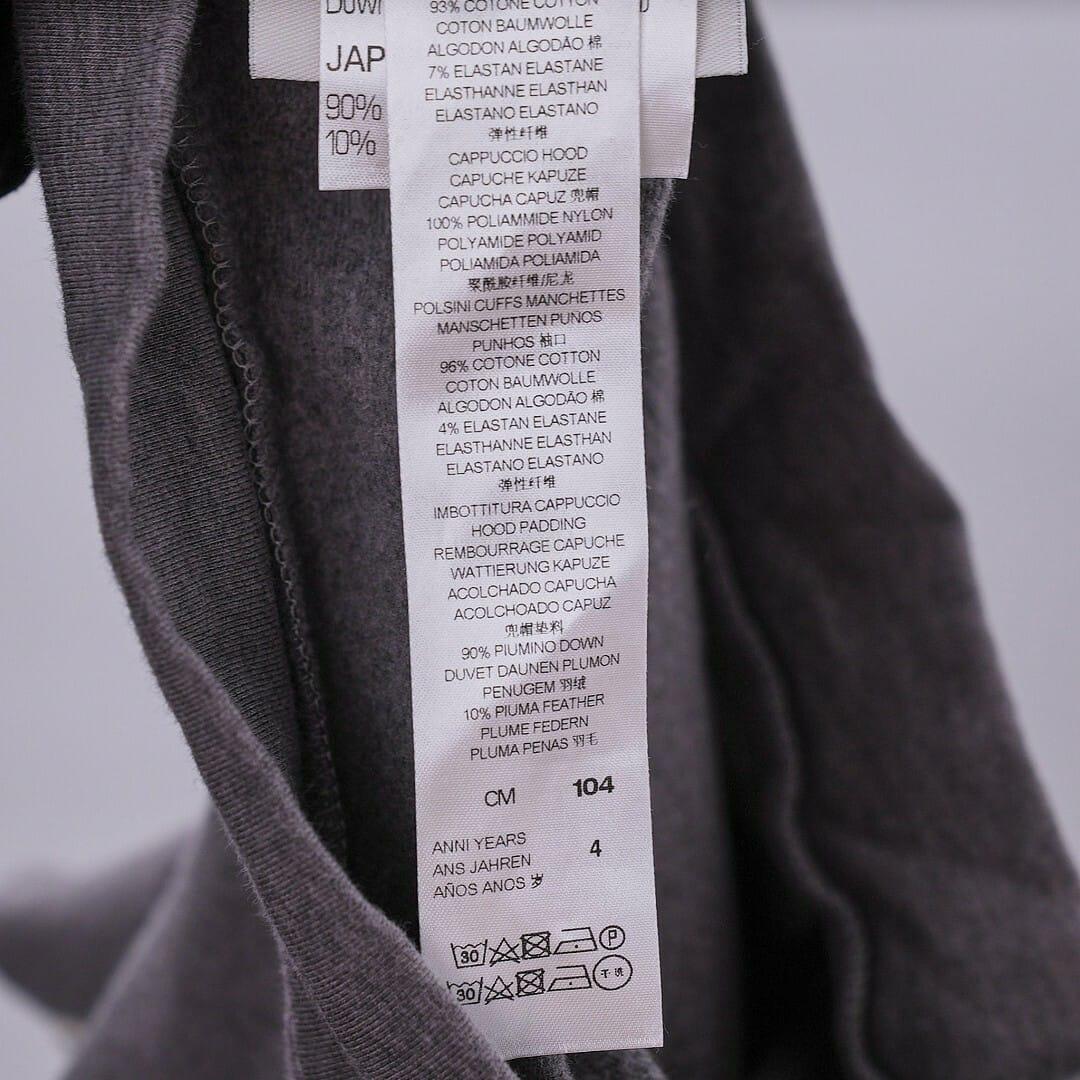 JAP
90%
10%
93% COTONE COTTON
COTON BAUMWOLLE
ALGODON ALGODÃO 棉
7% ELASTAN ELASTANE
ELASTHANNE ELASTHAN
ELASTANO ELASTANO
弹性纤维
CAPPUCCIO HOOD
CAPUCHE KAPUZE
CAPUCHA CAPUZ 兜帽
100% POLIAMMIDE NYLON
POLYAMIDE POLYAMID
POLIAMIDA POLIAMIDA
聚酰胺纤维/尼龙
POLSINI CUFFS MANCHETTES
MANSCHETTEN PUNOS
PUNHOS 袖口
96% COTONE COTTON
COTON BAUMWOLLE
ALGODON ALGODÃO 棉
4% ELASTAN ELASTANE
ELASTHANNE ELASTHAN
ELASTANO ELASTANO
弹性纤维
IMBOTTITURA CAPPUCCIO
HOOD PADDING
REMBOURRAGE CAPUCHE
WATTIERUNG KAPUZE
ACOLCHADO CAPUCHA
ACOLCHOADO CAPUZ
兜帽垫料
90% PIUMINO DOWN
DUVET DAUNEN PLUMON
PENUGEM 羽绒
10% PIUMA FEATHER
PLUME FEDERN
PLUMA PENAS 羽毛
CM 104
ANNI YEARS
ANS JAHREN 4
AÑOS ANOS 岁
30 P
30 干洗